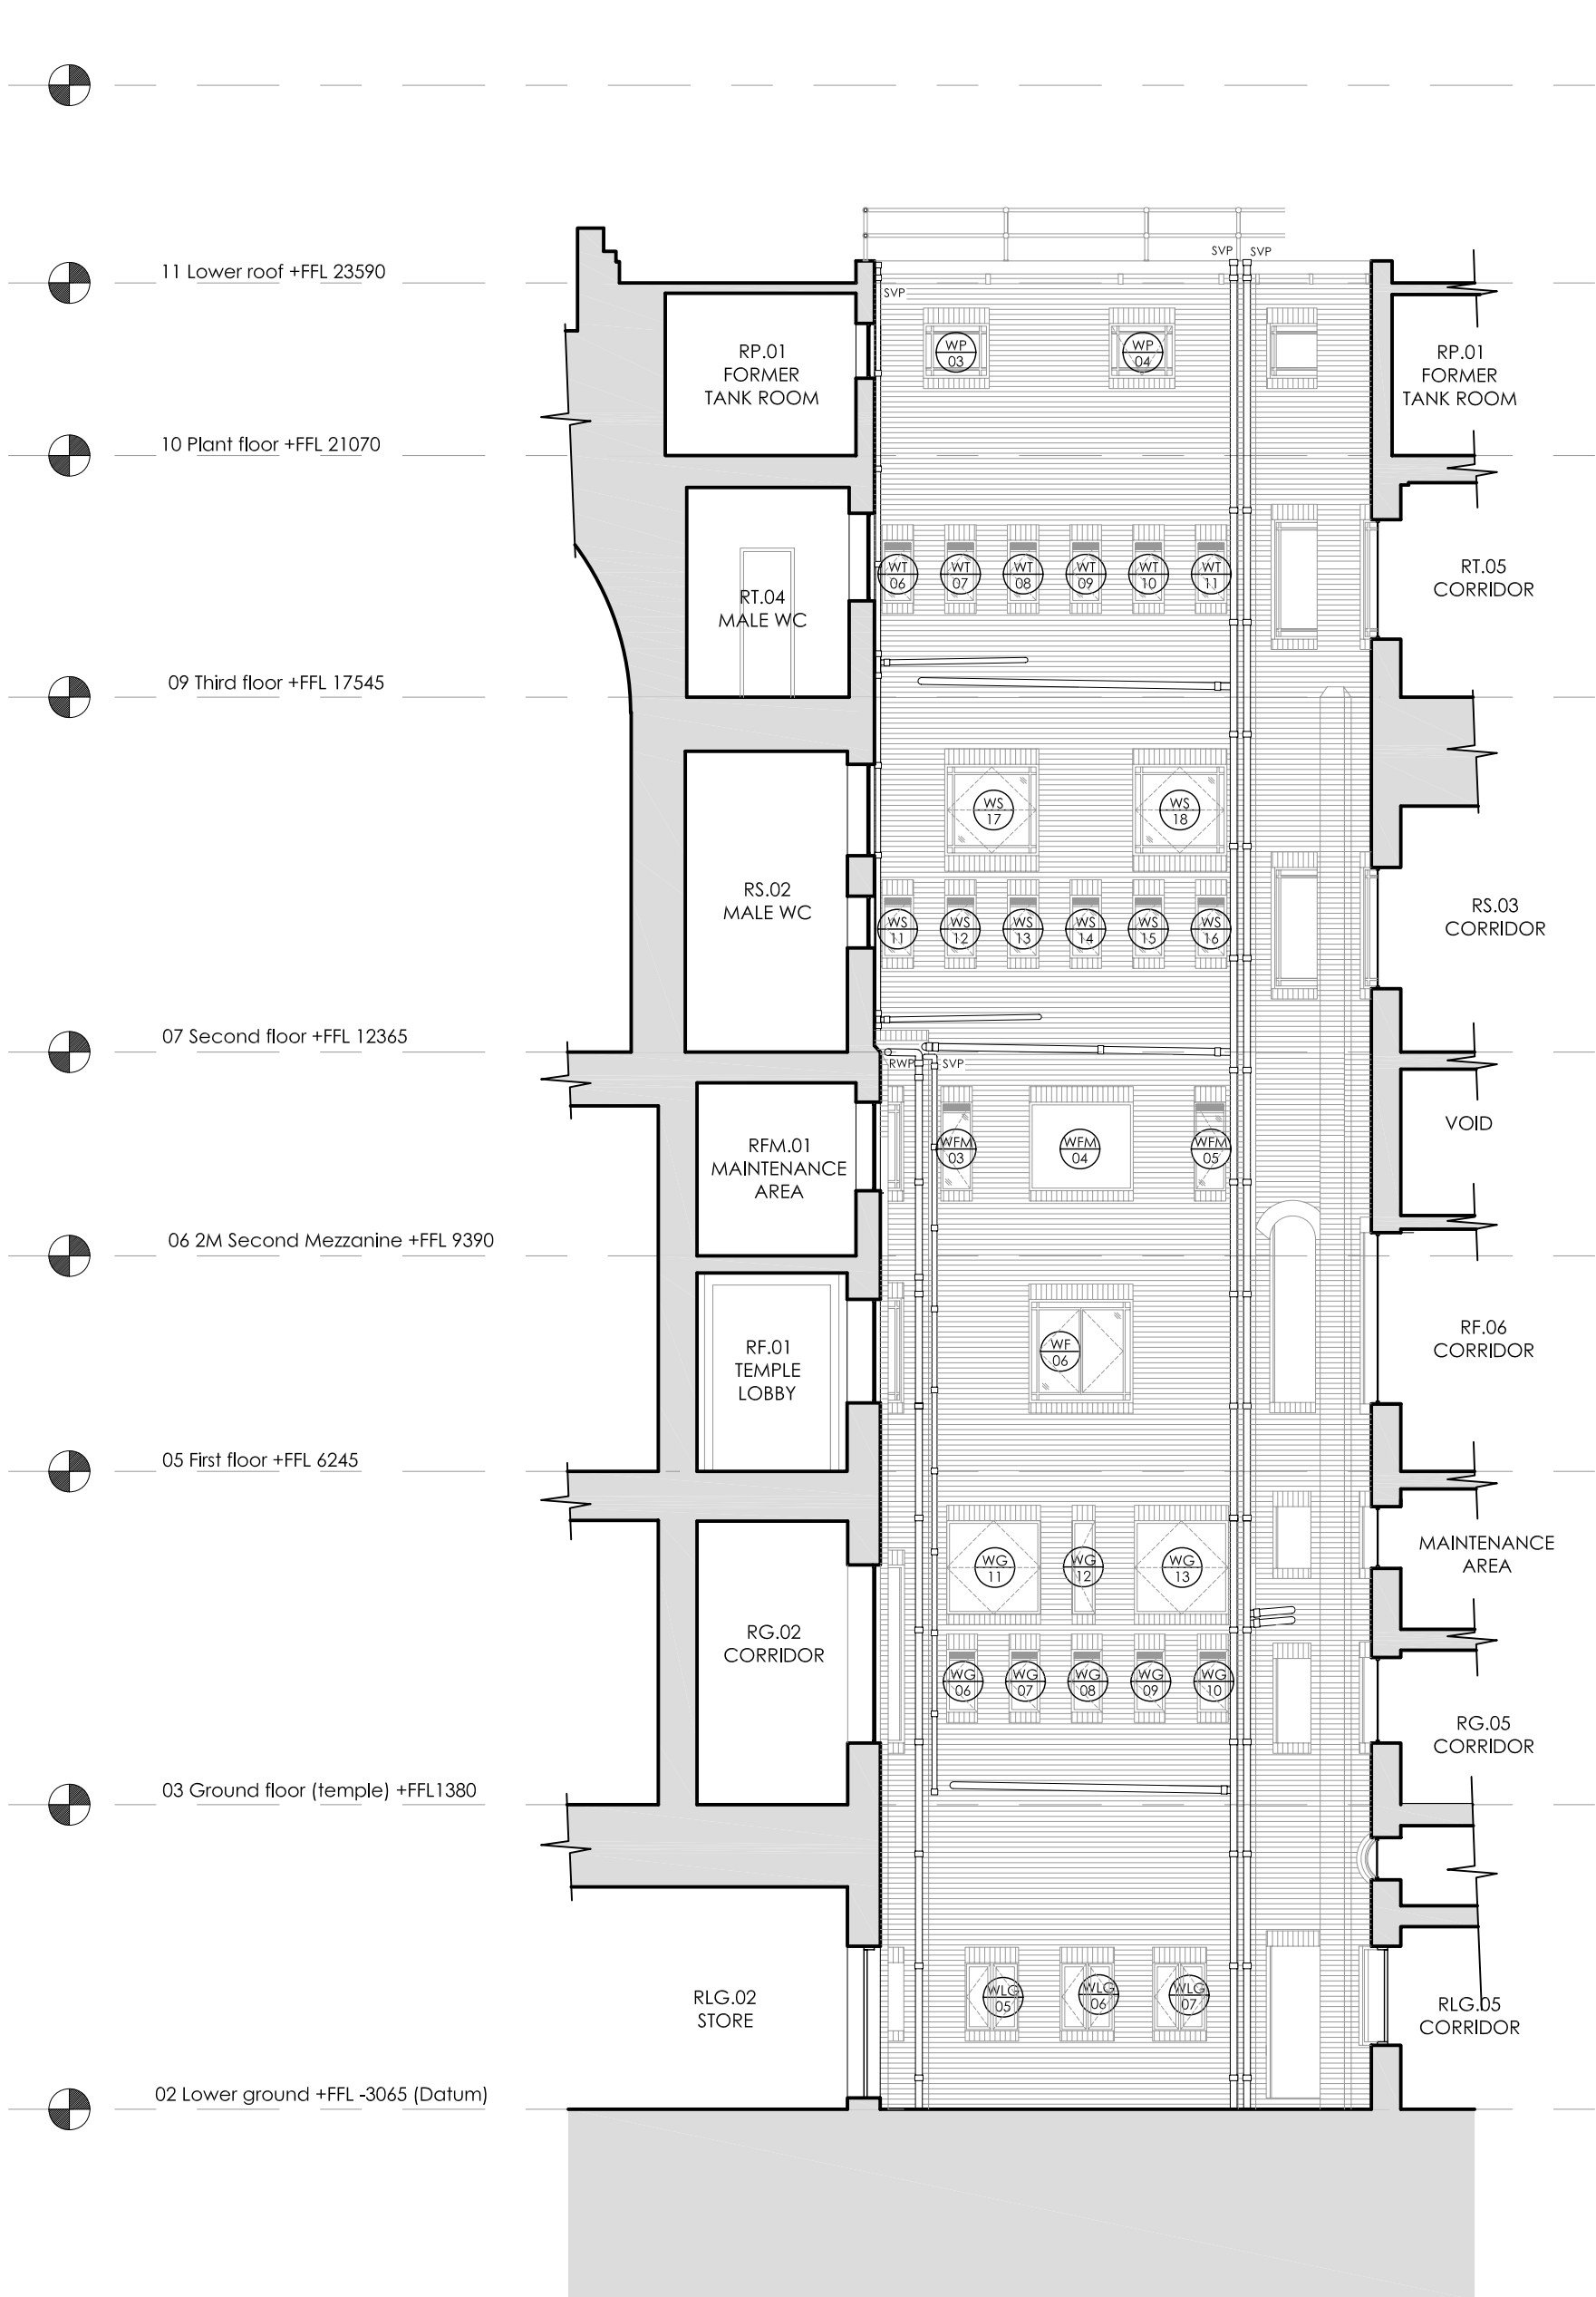 SVP SVP
11 Lower roof +FFL 23590
SVP
RP.01
FORMER
TANK ROOM
WP
03
WP
04
RP.01
FORMER
TANK ROOM
10 Plant floor +FFL 21070
RT.04
MALE WC
WT
06
WT
07
WT
08
WT
09
WT
10
WT
11
RT.05
CORRIDOR
09 Third floor +FFL 17545
WS
17
WS
18
RS.02
MALE WC
WS
11
WS
12
WS
13
WS
14
WS
15
WS
16
RS.03
CORRIDOR
07 Second floor +FFL 12365
RWP
SVP
RFM.01
MAINTENANCE
AREA
WFM
03
WFM
04
WFM
05
VOID
06 2M Second Mezzanine +FFL 9390
RF.01
TEMPLE
LOBBY
WF
06
RF.06
CORRIDOR
05 First floor +FFL 6245
WG
11
WG
12
WG
13
MAINTENANCE
AREA
RG.02
CORRIDOR
WG
06
WG
07
WG
08
WG
09
WG
10
RG.05
CORRIDOR
03 Ground floor (temple) +FFL1380
RLG.02
STORE
WLG
05
WLG
06
WLG
07
RLG.05
CORRIDOR
02 Lower ground +FFL -3065 (Datum)